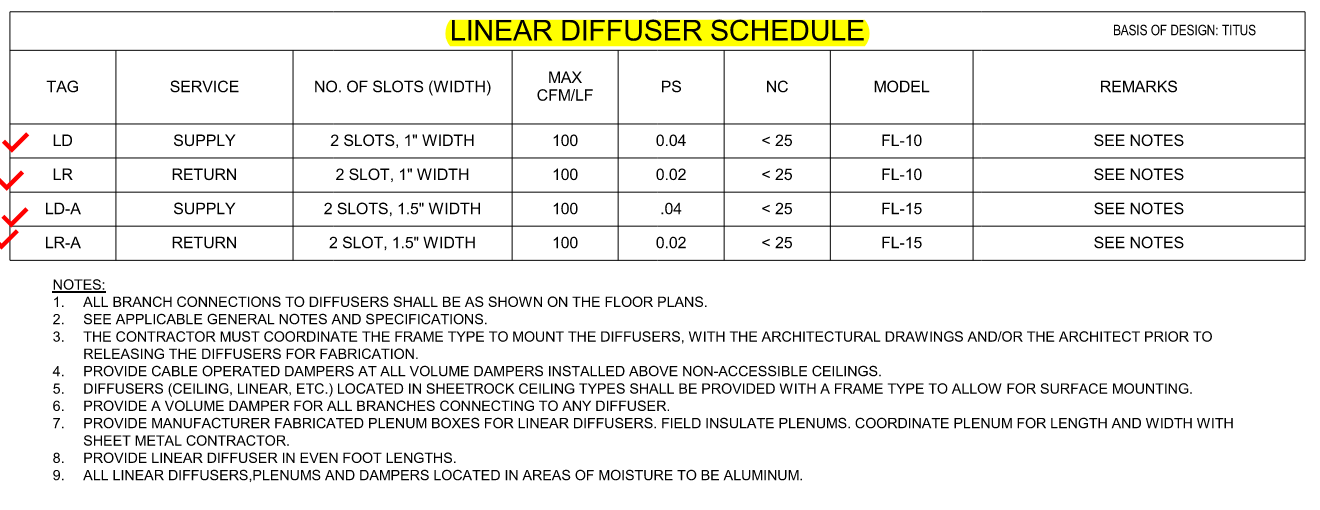 LINEAR DIFFUSER SCHEDULE
BASIS OF DESIGN: TITUS
TAG SERVICE NO. OF SLOTS (WIDTH) MAX CFM/LF PS NC MODEL REMARKS
LD SUPPLY 2 SLOTS, 1" WIDTH 100 0.04 < 25 FL-10 SEE NOTES
LR RETURN 2 SLOT, 1" WIDTH 100 0.02 < 25 FL-10 SEE NOTES
LD-A SUPPLY 2 SLOTS, 1.5" WIDTH 100 .04 < 25 FL-15 SEE NOTES
LR-A RETURN 2 SLOT, 1.5" WIDTH 100 0.02 < 25 FL-15 SEE NOTES
NOTES:
1. ALL BRANCH CONNECTIONS TO DIFFUSERS SHALL BE AS SHOWN ON THE FLOOR PLANS.
2. SEE APPLICABLE GENERAL NOTES AND SPECIFICATIONS.
3. THE CONTRACTOR MUST COORDINATE THE FRAME TYPE TO MOUNT THE DIFFUSERS, WITH THE ARCHITECTURAL DRAWINGS AND/OR THE ARCHITECT PRIOR TO
RELEASING THE DIFFUSERS FOR FABRICATION.
4. PROVIDE CABLE OPERATED DAMPERS AT ALL VOLUME DAMPERS INSTALLED ABOVE NON-ACCESSIBLE CEILINGS.
5. DIFFUSERS (CEILING, LINEAR, ETC.) LOCATED IN SHEETROCK CEILING TYPES SHALL BE PROVIDED WITH A FRAME TYPE TO ALLOW FOR SURFACE MOUNTING.
6. PROVIDE A VOLUME DAMPER FOR ALL BRANCHES CONNECTING TO ANY DIFFUSER.
7. PROVIDE MANUFACTURER FABRICATED PLENUM BOXES FOR LINEAR DIFFUSERS. FIELD INSULATE PLENUMS. COORDINATE PLENUM FOR LENGTH AND WIDTH WITH
SHEET METAL CONTRACTOR.
8. PROVIDE LINEAR DIFFUSER IN EVEN FOOT LENGTHS.
9. ALL LINEAR DIFFUSERS,PLENUMS AND DAMPERS LOCATED IN AREAS OF MOISTURE TO BE ALUMINUM.